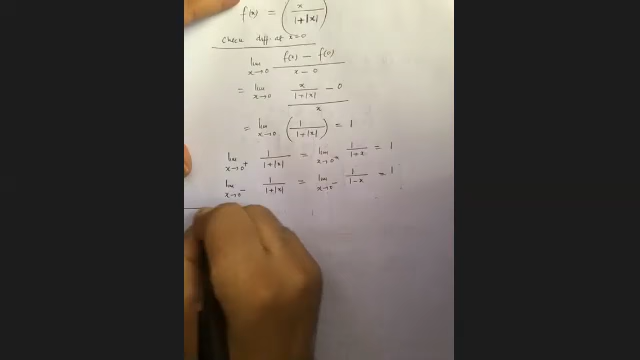 f(x) = (x / 1+|x|)
Check diff. at x=0
lim x→0 f(x) − f(0) / x − 0
= lim x→0 x / 1+|x| − 0 / x
= lim x→0 (1 / 1+|x|) = 1
lim x→0+ 1 / 1+|x| = lim x→0+ 1 / 1+x = 1
lim x→0− 1 / 1+|x| = lim x→0− 1 / 1−x = 1